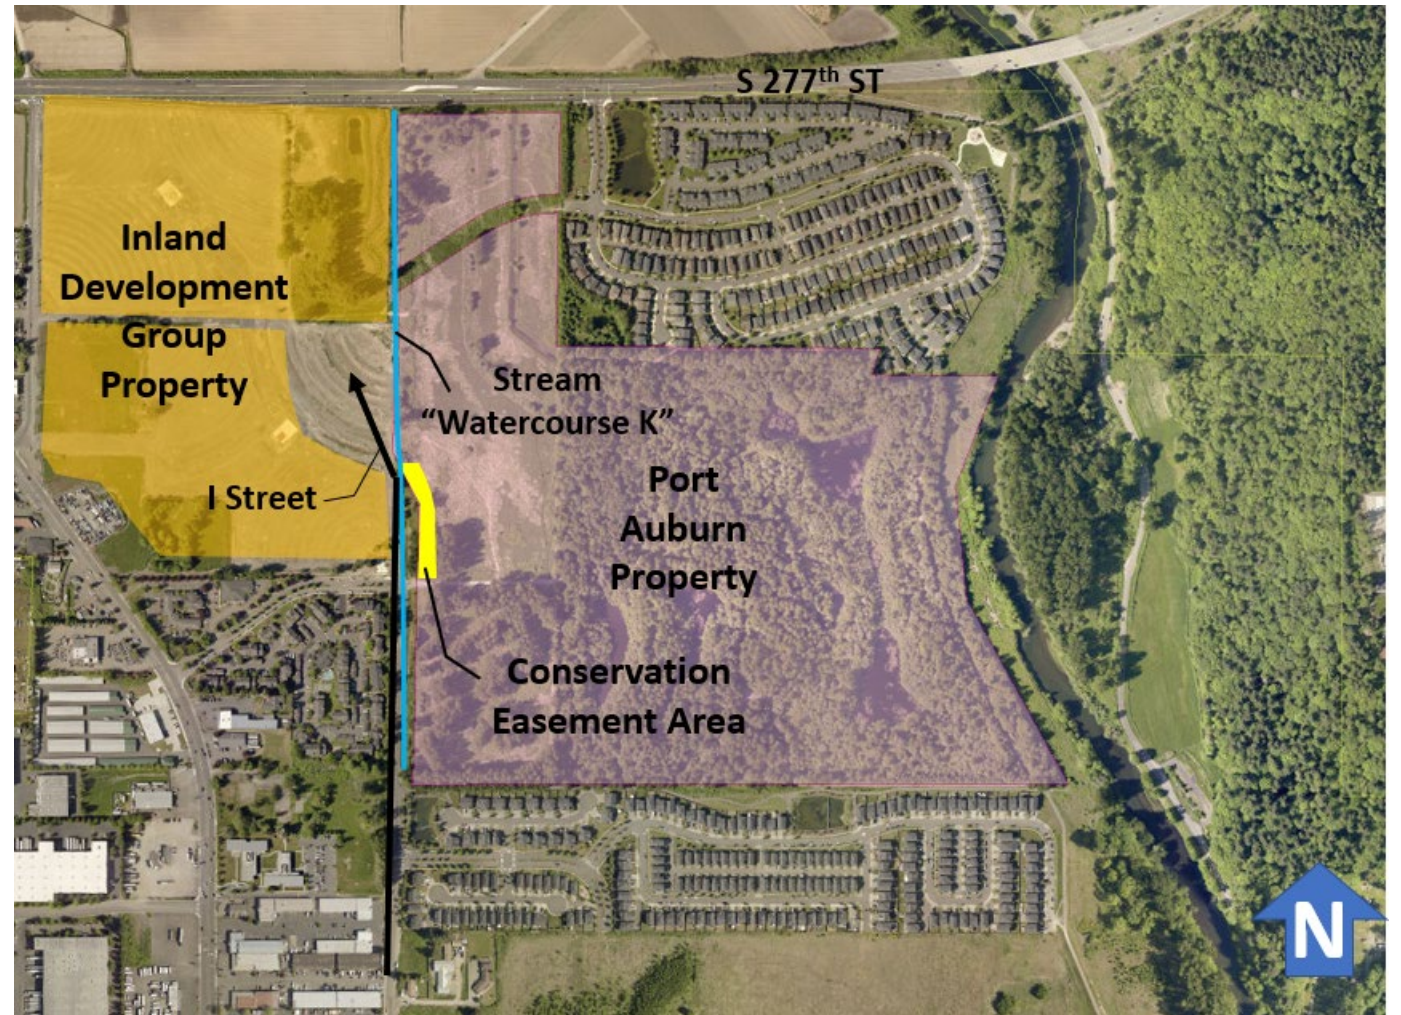 S 277th ST
Inland
Development
Group
Property
Stream
“Watercourse K”
I Street
Port
Auburn
Property
Conservation
Easement Area
N